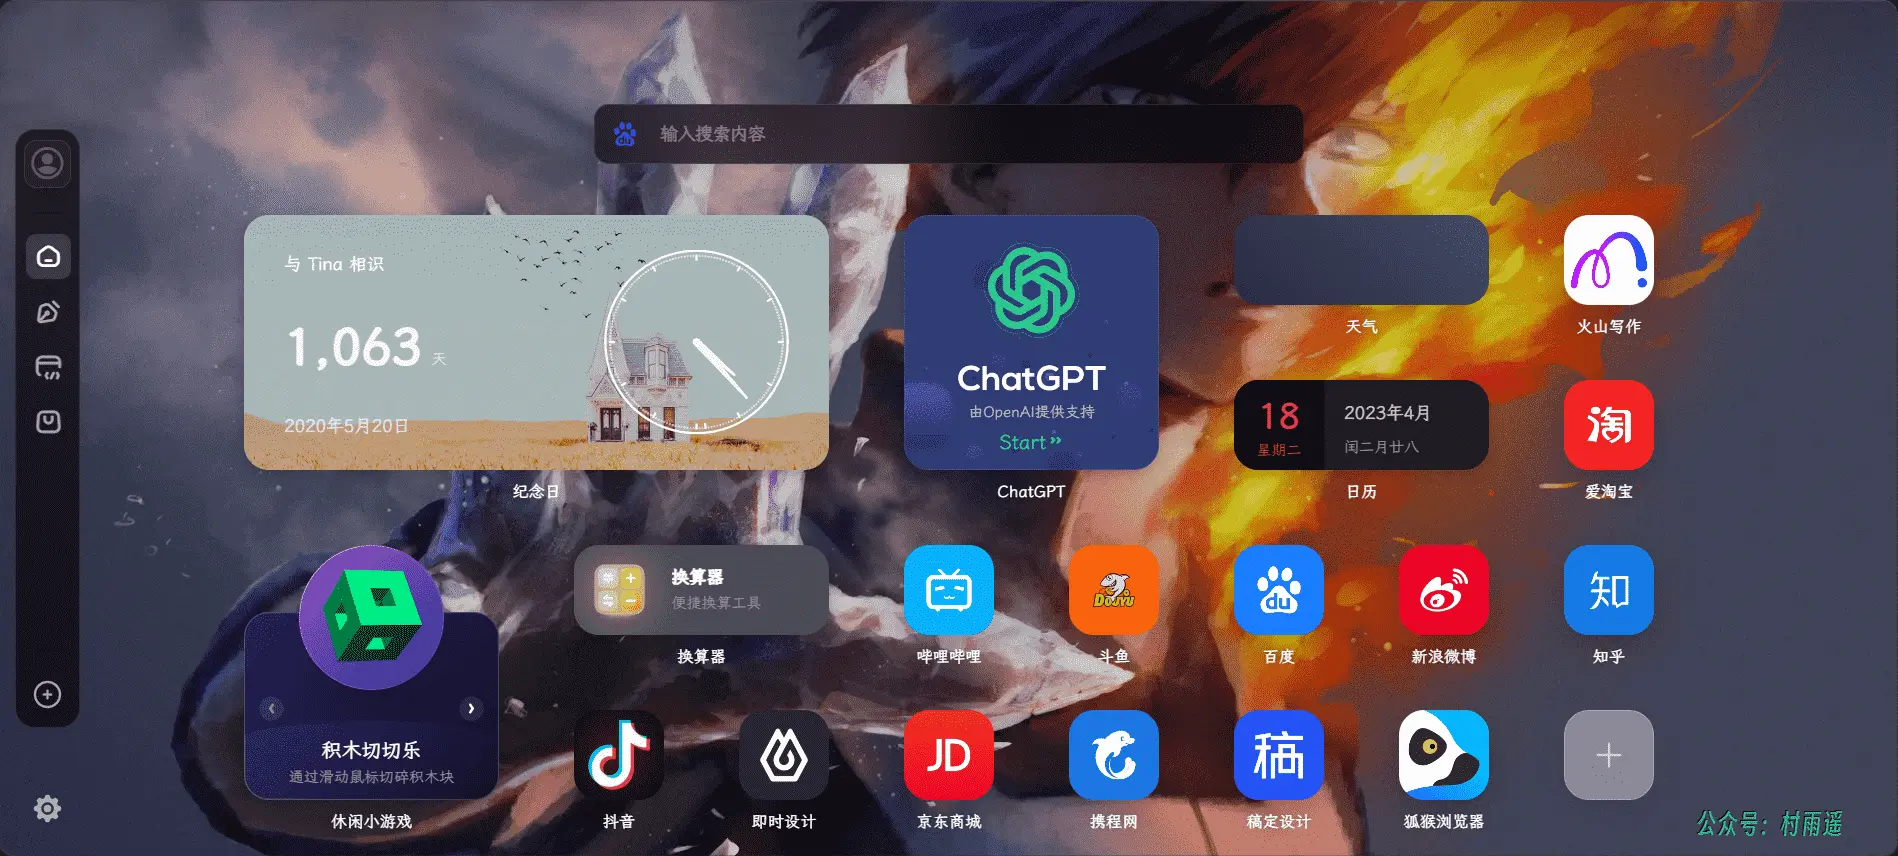 du
输入搜索内容
与 Tina 相识
1,063 天
2020年5月20日
纪念日
ChatGPT
由OpenAI提供支持
Start
ChatGPT
天气
火山写作
18
星期二
2023年4月
闰二月廿八
日历
淘
爱淘宝
积木切切乐
通过滑动鼠标切碎积木块
休闲小游戏
换算器
便捷换算工具
换算器
哔哩哔哩
DOUYU
斗鱼
du
百度
新浪微博
知
知乎
抖音
即时设计
JD
京东商城
携程网
稿
稿定设计
狐猴浏览器
公众号：村雨遥